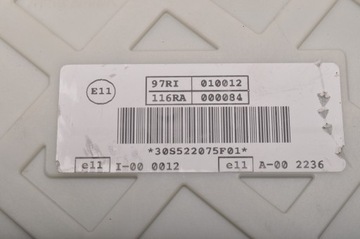 E11
97RI 010012
116RA 000084
*30S522075F01*
e11 I-00 0012
e11 A-00 2236